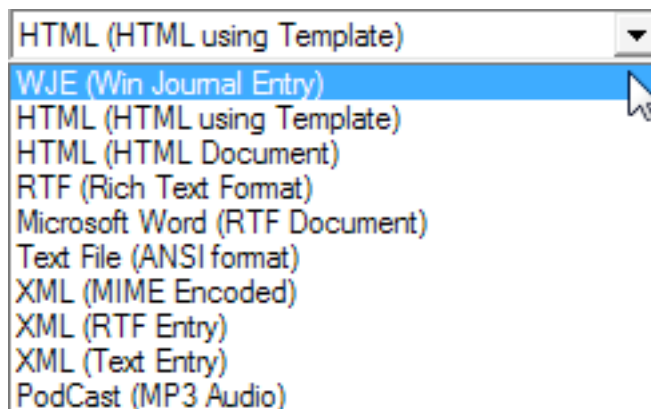 HTML (HTML using Template)
WJE (Win Journal Entry)
HTML (HTML using Template)
HTML (HTML Document)
RTF (Rich Text Format)
Microsoft Word (RTF Document)
Text File (ANSI format)
XML (MIME Encoded)
XML (RTF Entry)
XML (Text Entry)
PodCast (MP3 Audio)